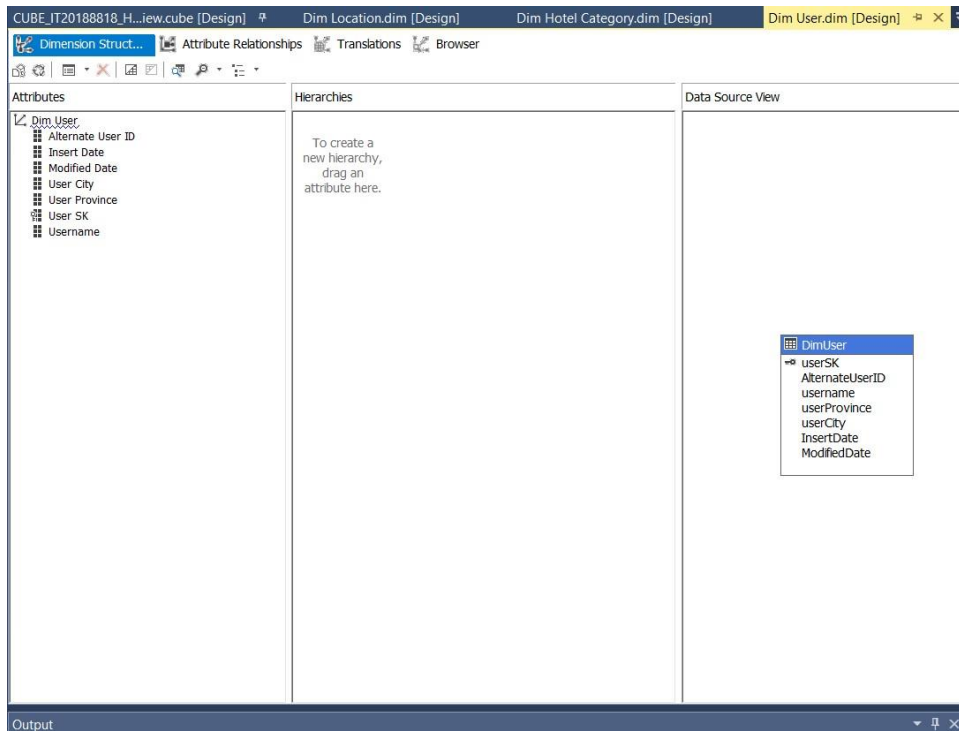 CUBE_IT20188818_H...iew.cube [Design] Dim Location.dim [Design] Dim Hotel Category.dim [Design] Dim User.dim [Design]
Dimension Struct... Attribute Relationships Translations Browser
Attributes
Dim User
Alternate User ID
Insert Date
Modified Date
User City
User Province
User SK
Username
Hierarchies
To create a
new hierarchy,
drag an
attribute here.
Data Source View
DimUser
userSK
AlternateUserID
username
userProvince
userCity
InsertDate
ModifiedDate
Output